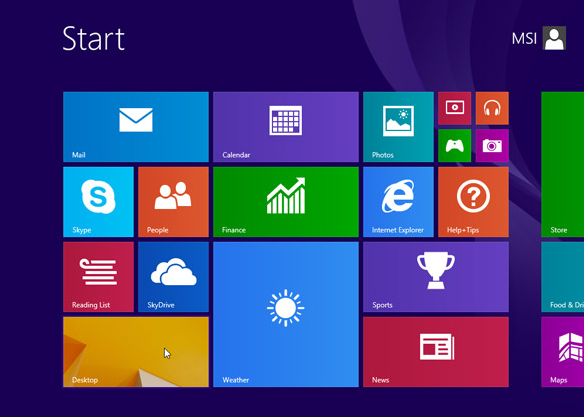 Start
MSI
Mail
Calendar
Photos
Skype
People
Finance
Internet Explorer
Help+Tips
Store
Reading List
SkyDrive
Sports
Food & Dri
Desktop
Weather
News
Maps